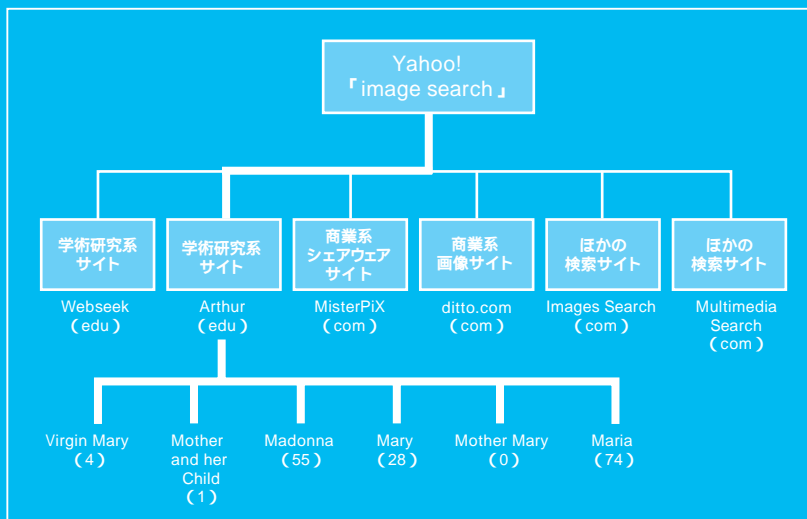 Yahoo!
「image search」
学術研究系
サイト
学術研究系
サイト
商業系
シェアウェア
サイト
商業系
画像サイト
ほかの
検索サイト
ほかの
検索サイト
Webseek
（edu）
Arthur
（edu）
MisterPiX
（com）
ditto.com
（com）
Images Search
（com）
Multimedia
Search
（com）
Virgin Mary
（4）
Mother
and her
Child
（1）
Madonna
（55）
Mary
（28）
Mother Mary
（0）
Maria
（74）